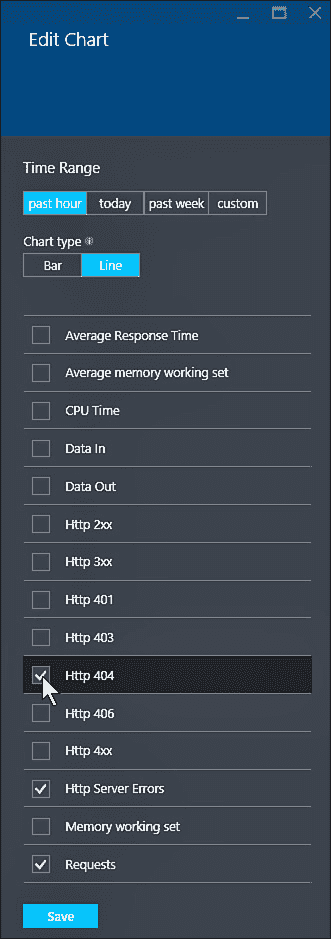 Edit Chart
Time Range
past hour today past week custom
Chart type
Bar Line
Average Response Time
Average memory working set
CPU Time
Data In
Data Out
Http 2xx
Http 3xx
Http 401
Http 403
Http 404
Http 406
Http 4xx
Http Server Errors
Memory working set
Requests
Save